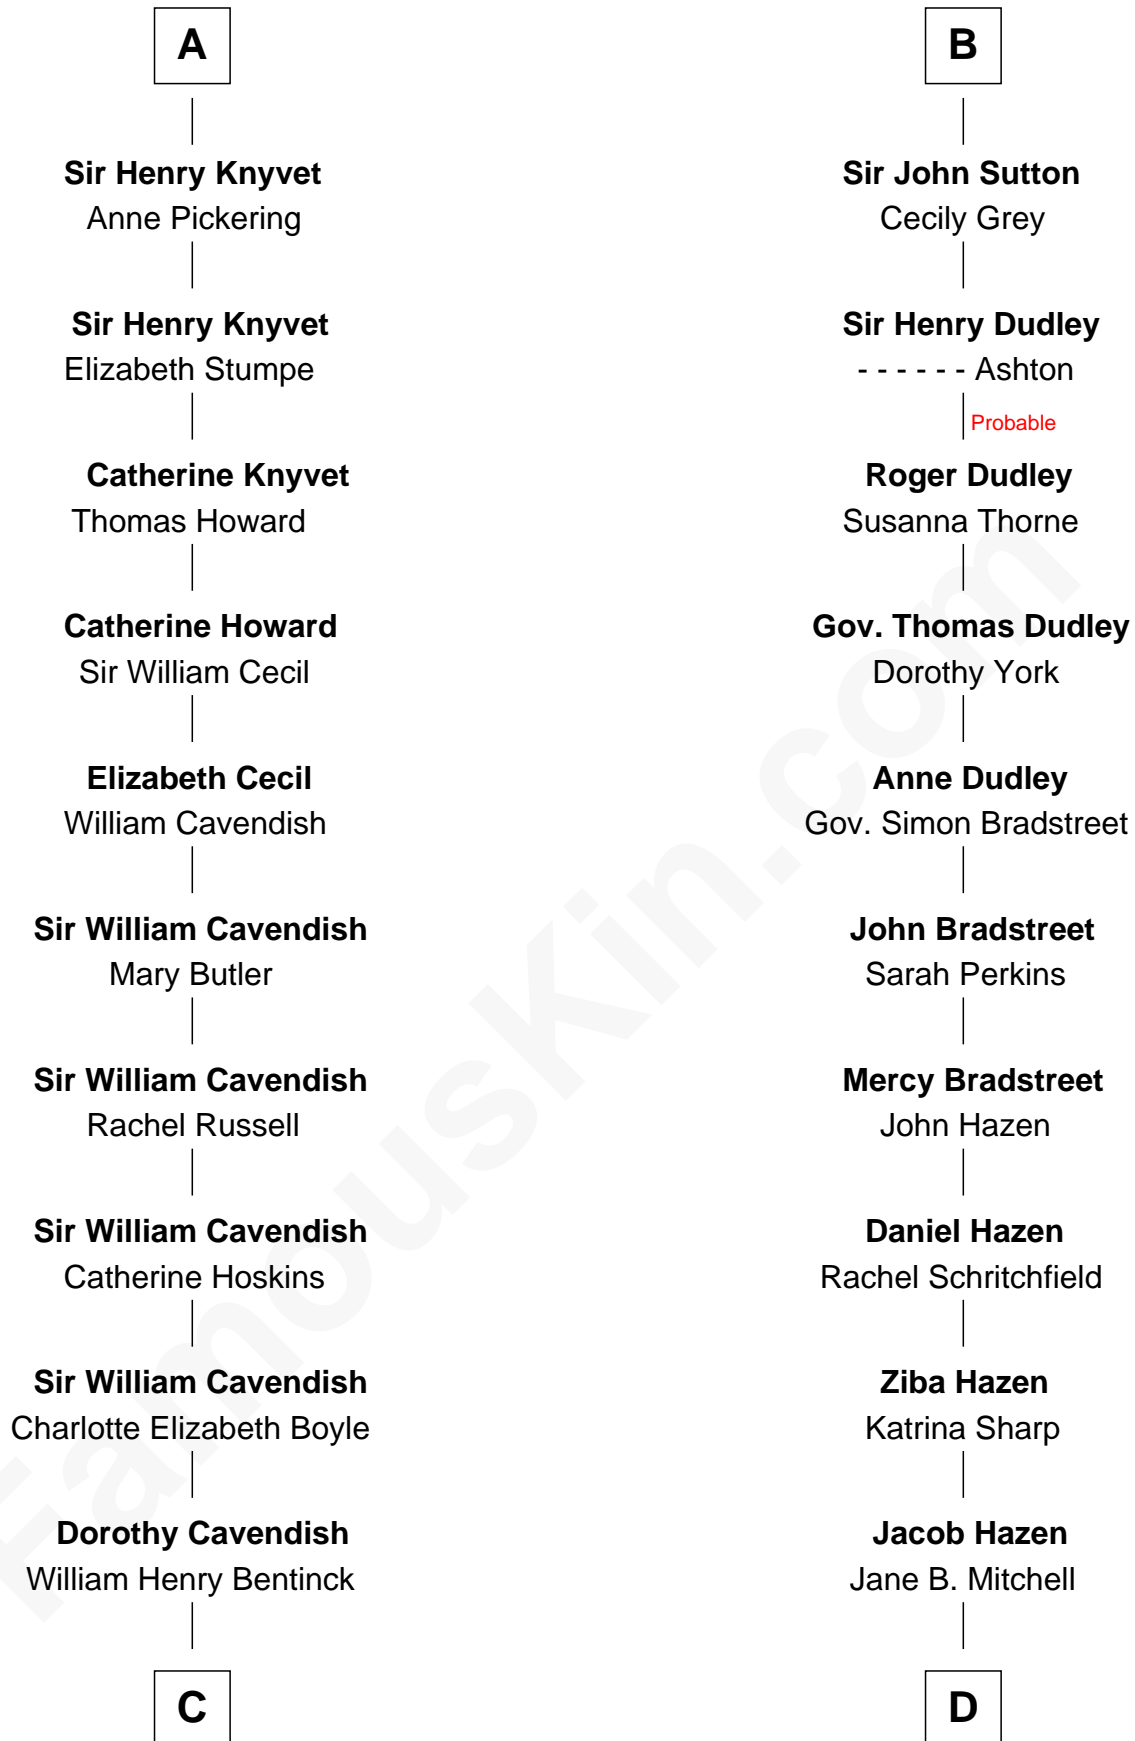 A
Sir Henry Knyvet
Anne Pickering
Sir Henry Knyvet
Elizabeth Stumpe
Catherine Knyvet
Thomas Howard
Catherine Howard
Sir William Cecil
Elizabeth Cecil
William Cavendish
Sir William Cavendish
Mary Butler
Sir William Cavendish
Rachel Russell
Sir William Cavendish
Catherine Hoskins
Sir William Cavendish
Charlotte Elizabeth Boyle
Dorothy Cavendish
William Henry Bentinck
C
B
Sir John Sutton
Cecily Grey
Sir Henry Dudley
- - - - - - Ashton
Probable
Roger Dudley
Susanna Thorne
Gov. Thomas Dudley
Dorothy York
Anne Dudley
Gov. Simon Bradstreet
John Bradstreet
Sarah Perkins
Mercy Bradstreet
John Hazen
Daniel Hazen
Rachel Schritchfield
Ziba Hazen
Katrina Sharp
Jacob Hazen
Jane B. Mitchell
D
FamousKin.com